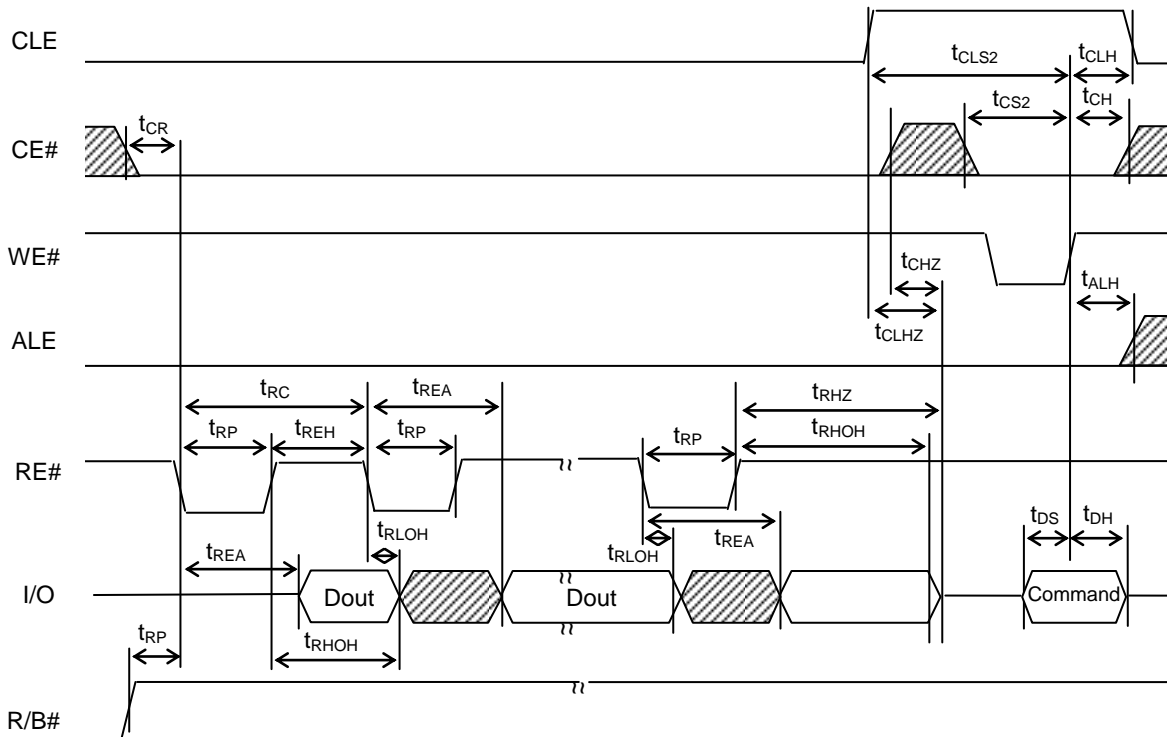 CLE
tCLS2
tCLH
tCS2
tCH
tCR
CE#
WE#
tCHZ
tALH
tCLHZ
ALE
tRC
tREA
tRHZ
tRP
tREH
tRP
tRP
tRHOH
RE#
tRLOH
tREA
tRLOH
tREA
tDS
tDH
I/O
Dout
Dout
Command
tRP
tRHOH
R/B#